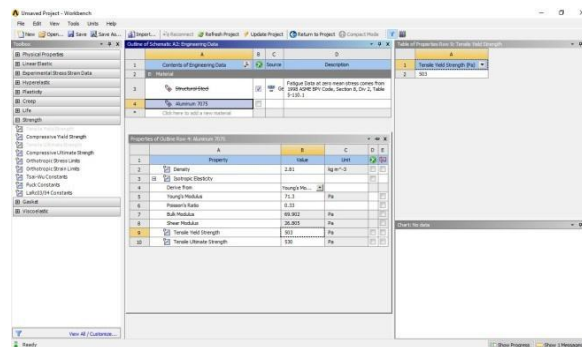 Unsaved Project - Workbench
File Edit View Tools Units Help
New Open... Save Save As... Import... Reconnect Refresh Project Update Project Return to Project Compact Mode
Toolbox
Physical Properties
Linear Elastic
Experimental Stress Strain Data
Hyperelastic
Plasticity
Creep
Life
Strength
Tensile Yield Strength
Compressive Yield Strength
Tensile Ultimate Strength
Compressive Ultimate Strength
Orthotropic Stress Limits
Orthotropic Strain Limits
Tsai-Wu Constants
Puck Constants
LaRc03/04 Constants
Gasket
Viscoelastic
View All / Customize...
Outline of Schematic A2: Engineering Data
A B C D
1 Contents of Engineering Data Source Description
2 Material
3 Structural Steel Fatigue Data at zero mean stress comes from
1998 ASME BPV Code, Section 8, Div 2, Table
5-110.1
4 Aluminum 7075
* Click here to add a new material
Properties of Outline Row 4: Aluminum 7075
A B C D E
1 Property Value Unit
2 Density 2.81 kg m^-3
3 Isotropic Elasticity
4 Derive from Young's Mo...
5 Young's Modulus 71.3 Pa
6 Poisson's Ratio 0.33
7 Bulk Modulus 69.902 Pa
8 Shear Modulus 26.805 Pa
9 Tensile Yield Strength 503 Pa
10 Tensile Ultimate Strength 530 Pa
Table of Properties Row 9: Tensile Yield Strength
A
1 Tensile Yield Strength (Pa)
2 503
Chart: No data
Ready
Show Progress Show 1 Messages